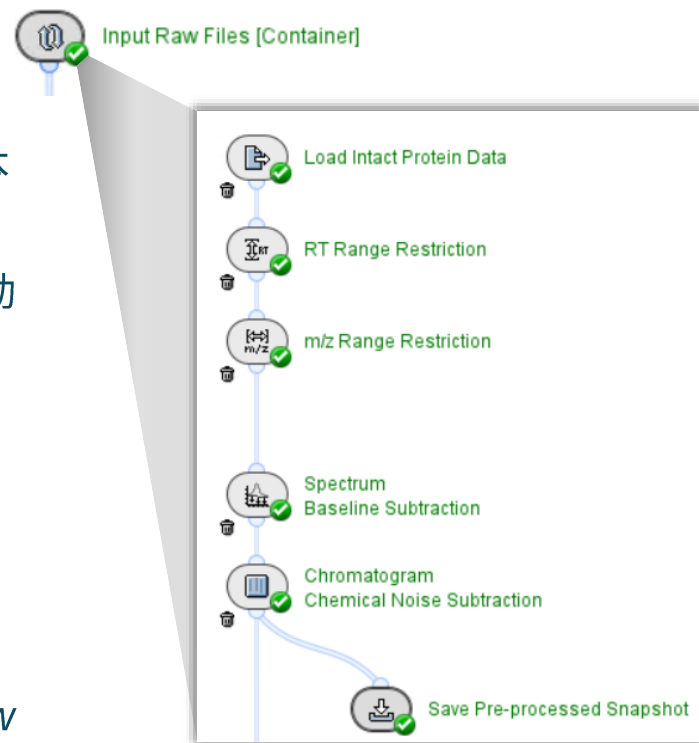 Input Raw Files [Container]
Load Intact Protein Data
RT
RT Range Restriction
m/z
m/z Range Restriction
Spectrum
Baseline Subtraction
Chromatogram
Chemical Noise Subtraction
Save Pre-processed Snapshot